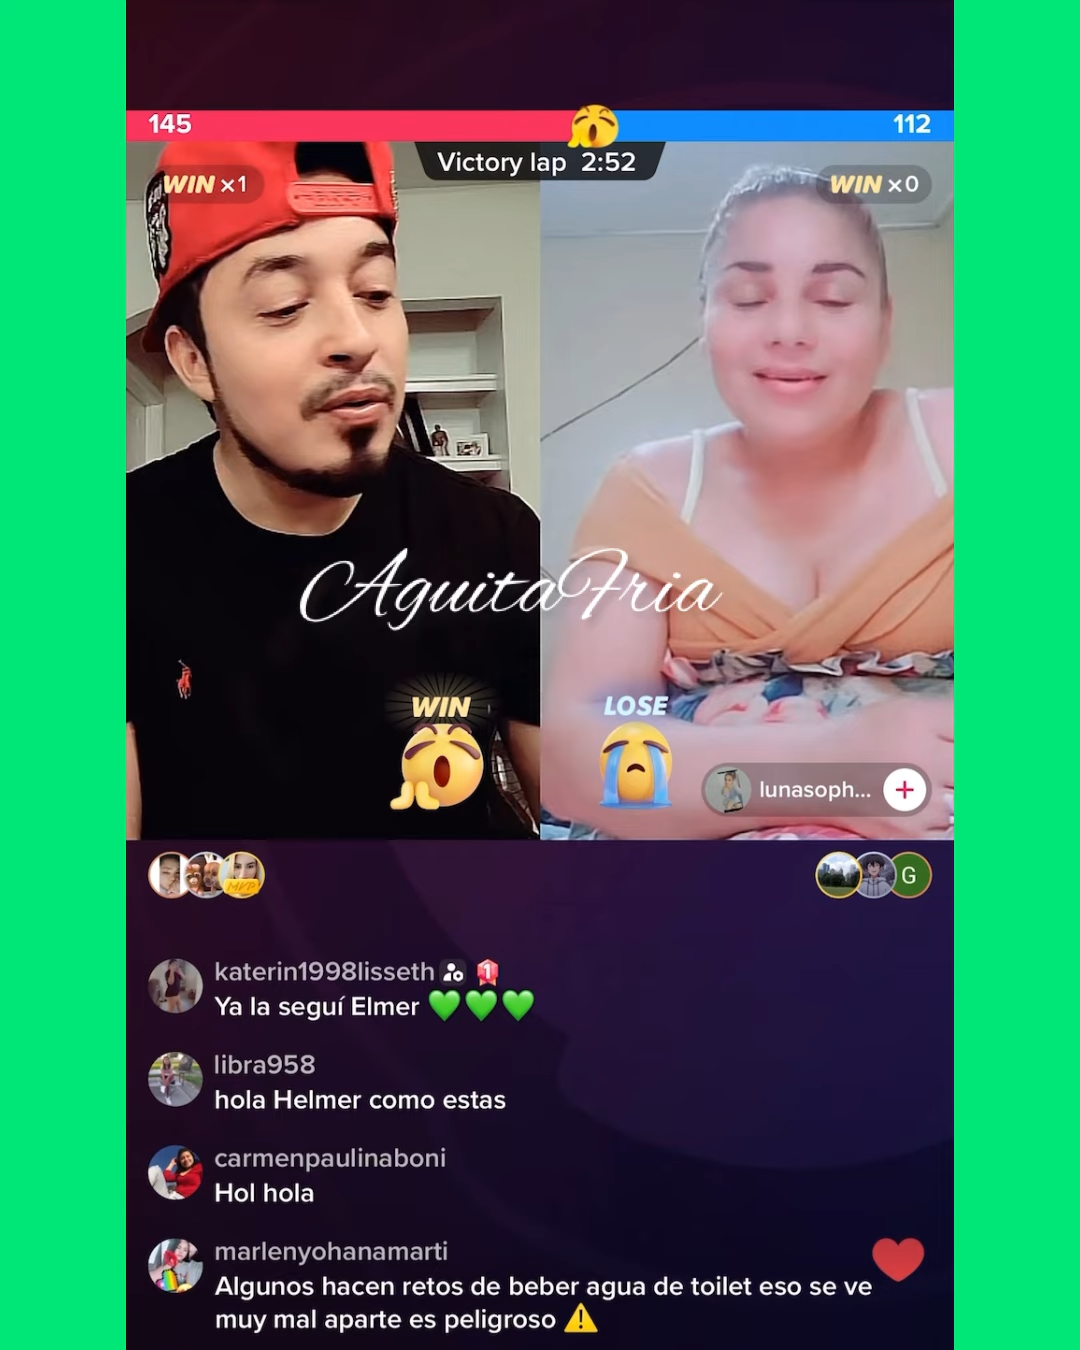 145
112
Victory lap 2:52
WIN x1
WIN x0
AguitaFria
WIN
LOSE
lunasoph...
MVP
G
katerin1998lisseth 1
Ya la seguí Elmer 💚💚💚
libra958
hola Helmer como estas
carmenpaulinaboni
Hol hola
marlenyohanamarti
Algunos hacen retos de beber agua de toilet eso se ve
muy mal aparte es peligroso ⚠️